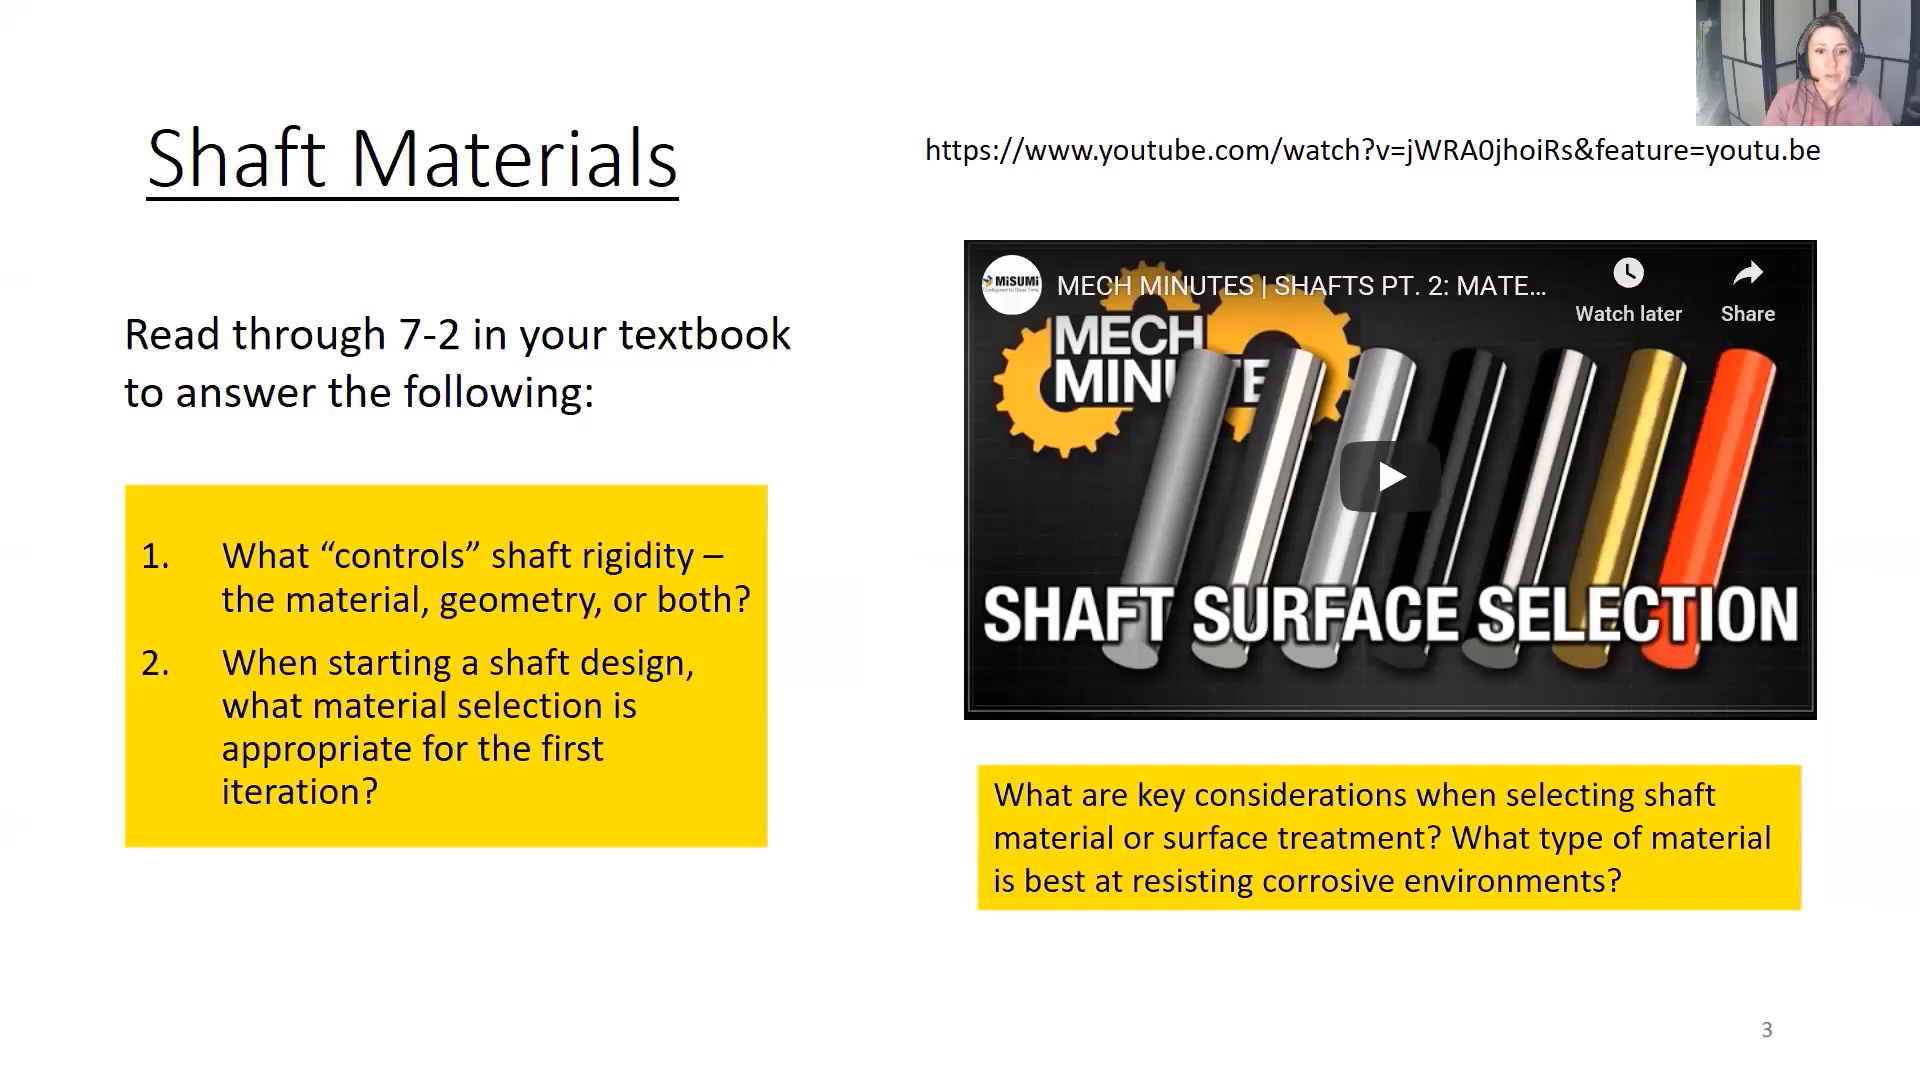 Shaft Materials
https://www.youtube.com/watch?v=jWRA0jhoiRs&feature=youtu.be
Read through 7-2 in your textbook
to answer the following:
1. What “controls” shaft rigidity –
the material, geometry, or both?
2. When starting a shaft design,
what material selection is
appropriate for the first
iteration?
MiSUMi
MECH MINUTES | SHAFTS PT. 2: MATE...
Watch later
Share
MECH
MINUTE
SHAFT SURFACE SELECTION
What are key considerations when selecting shaft
material or surface treatment? What type of material
is best at resisting corrosive environments?
3